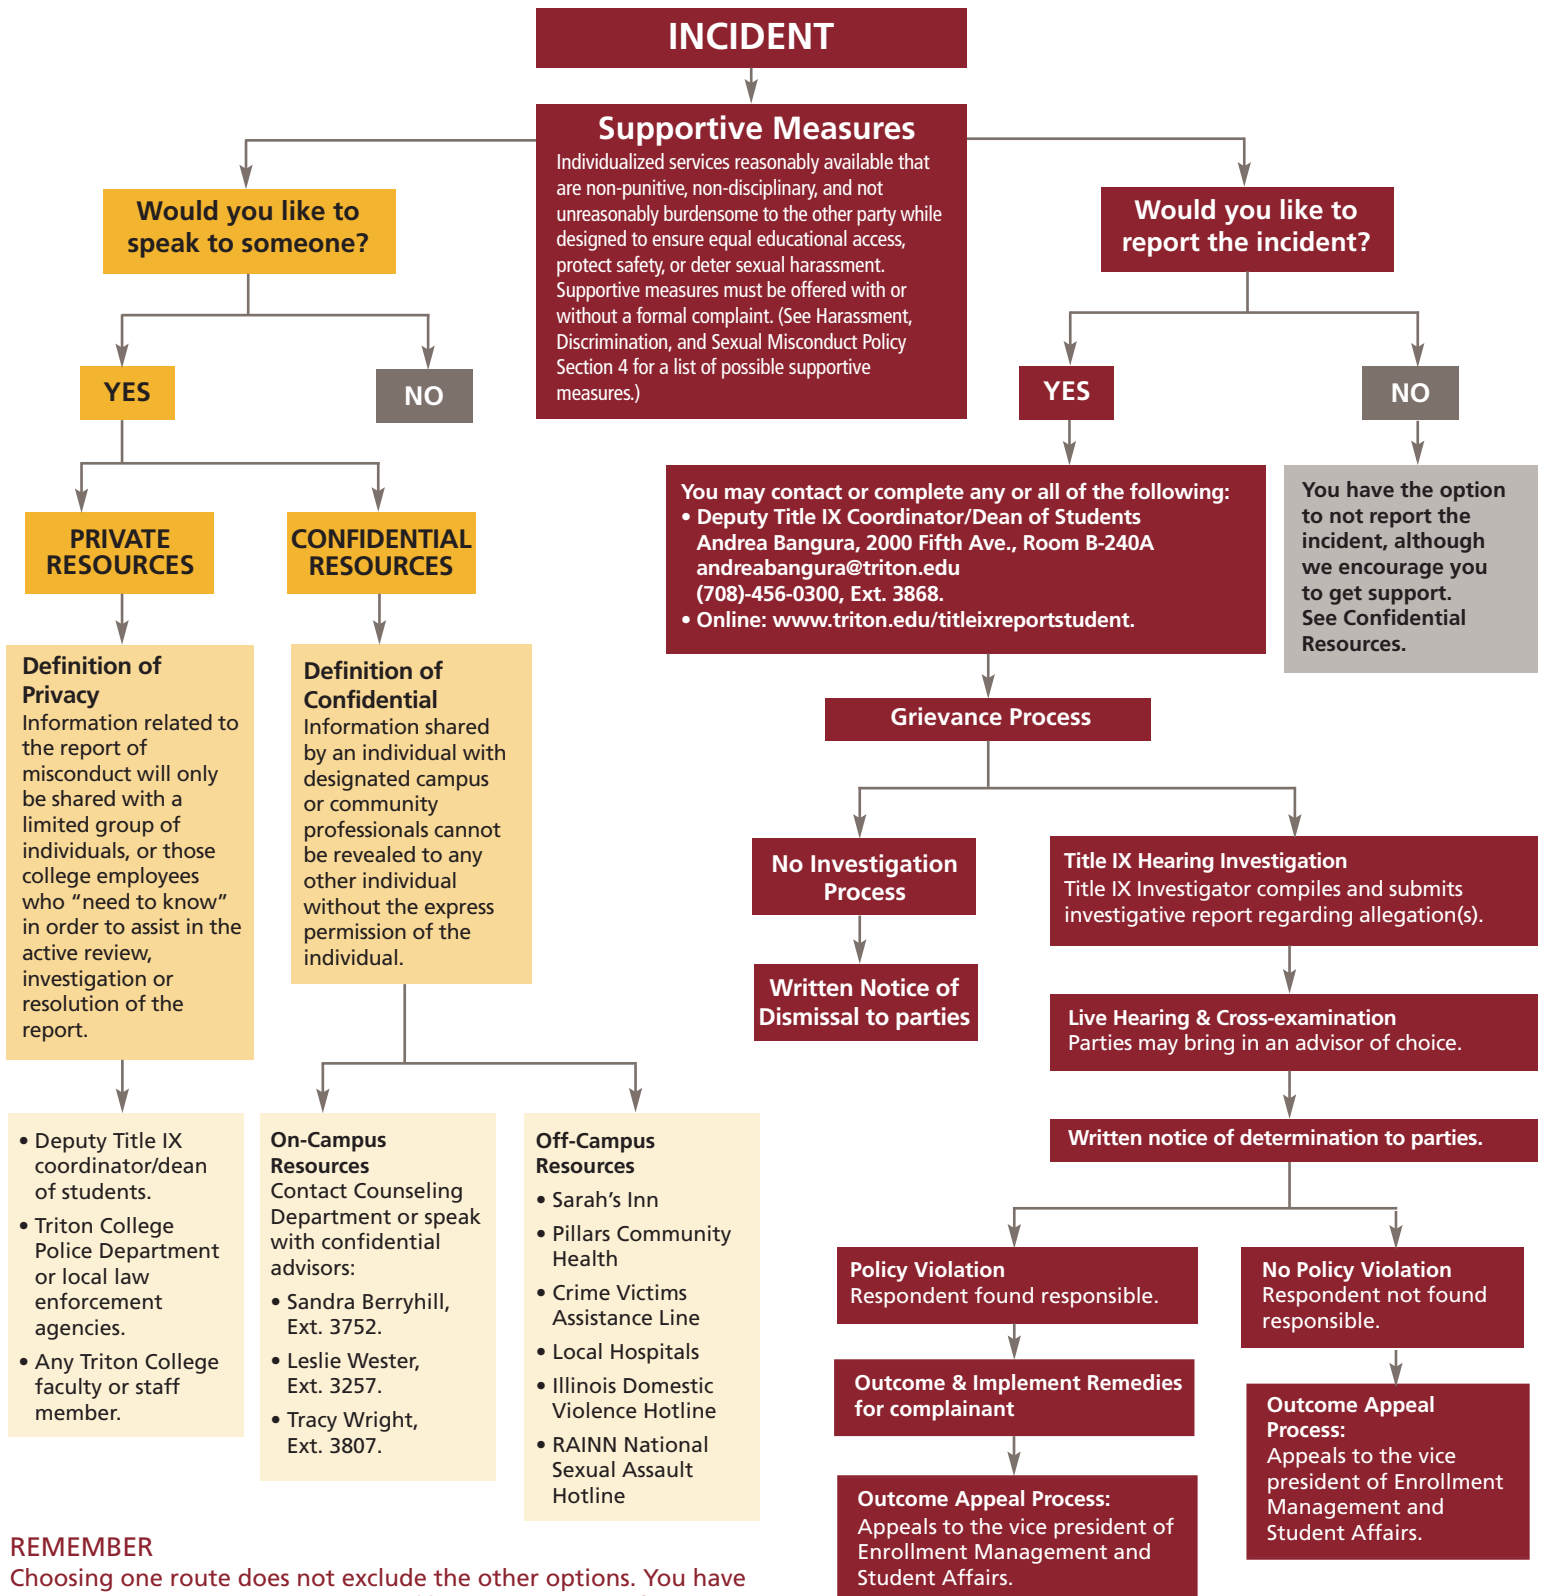 INCIDENT
Supportive Measures
Individualized services reasonably available that
are non-punitive, non-disciplinary, and not
unreasonably burdensome to the other party while
designed to ensure equal educational access,
protect safety, or deter sexual harassment.
Supportive measures must be offered with or
without a formal complaint. (See Harassment,
Discrimination, and Sexual Misconduct Policy
Section 4 for a list of possible supportive
measures.)
Would you like to
speak to someone?
YES
NO
PRIVATE
RESOURCES
CONFIDENTIAL
RESOURCES
Definition of
Privacy
Information related to
the report of
misconduct will only
be shared with a
limited group of
individuals, or those
college employees
who “need to know”
in order to assist in the
active review,
investigation or
resolution of the
report.
Definition of
Confidential
Information shared
by an individual with
designated campus
or community
professionals cannot
be revealed to any
other individual
without the express
permission of the
individual.
• Deputy Title IX
coordinator/dean
of students.
• Triton College
Police Department
or local law
enforcement
agencies.
• Any Triton College
faculty or staff
member.
On-Campus
Resources
Contact Counseling
Department or speak
with confidential
advisors:
• Sandra Berryhill,
Ext. 3752.
• Leslie Wester,
Ext. 3257.
• Tracy Wright,
Ext. 3807.
Off-Campus
Resources
• Sarah’s Inn
• Pillars Community
Health
• Crime Victims
Assistance Line
• Local Hospitals
• Illinois Domestic
Violence Hotline
• RAINN National
Sexual Assault
Hotline
Would you like to
report the incident?
YES
NO
You may contact or complete any or all of the following:
• Deputy Title IX Coordinator/Dean of Students
Andrea Bangura, 2000 Fifth Ave., Room B-240A
andreabangura@triton.edu
(708)-456-0300, Ext. 3868.
• Online: www.triton.edu/titleixreportstudent.
You have the option
to not report the
incident, although
we encourage you
to get support.
See Confidential
Resources.
Grievance Process
No Investigation
Process
Written Notice of
Dismissal to parties
Title IX Hearing Investigation
Title IX Investigator compiles and submits
investigative report regarding allegation(s).
Live Hearing & Cross-examination
Parties may bring in an advisor of choice.
Written notice of determination to parties.
Policy Violation
Respondent found responsible.
Outcome & Implement Remedies
for complainant
Outcome Appeal Process:
Appeals to the vice president of
Enrollment Management and
Student Affairs.
No Policy Violation
Respondent not found
responsible.
Outcome Appeal
Process:
Appeals to the vice
president of Enrollment
Management and
Student Affairs.
REMEMBER
Choosing one route does not exclude the other options. You have